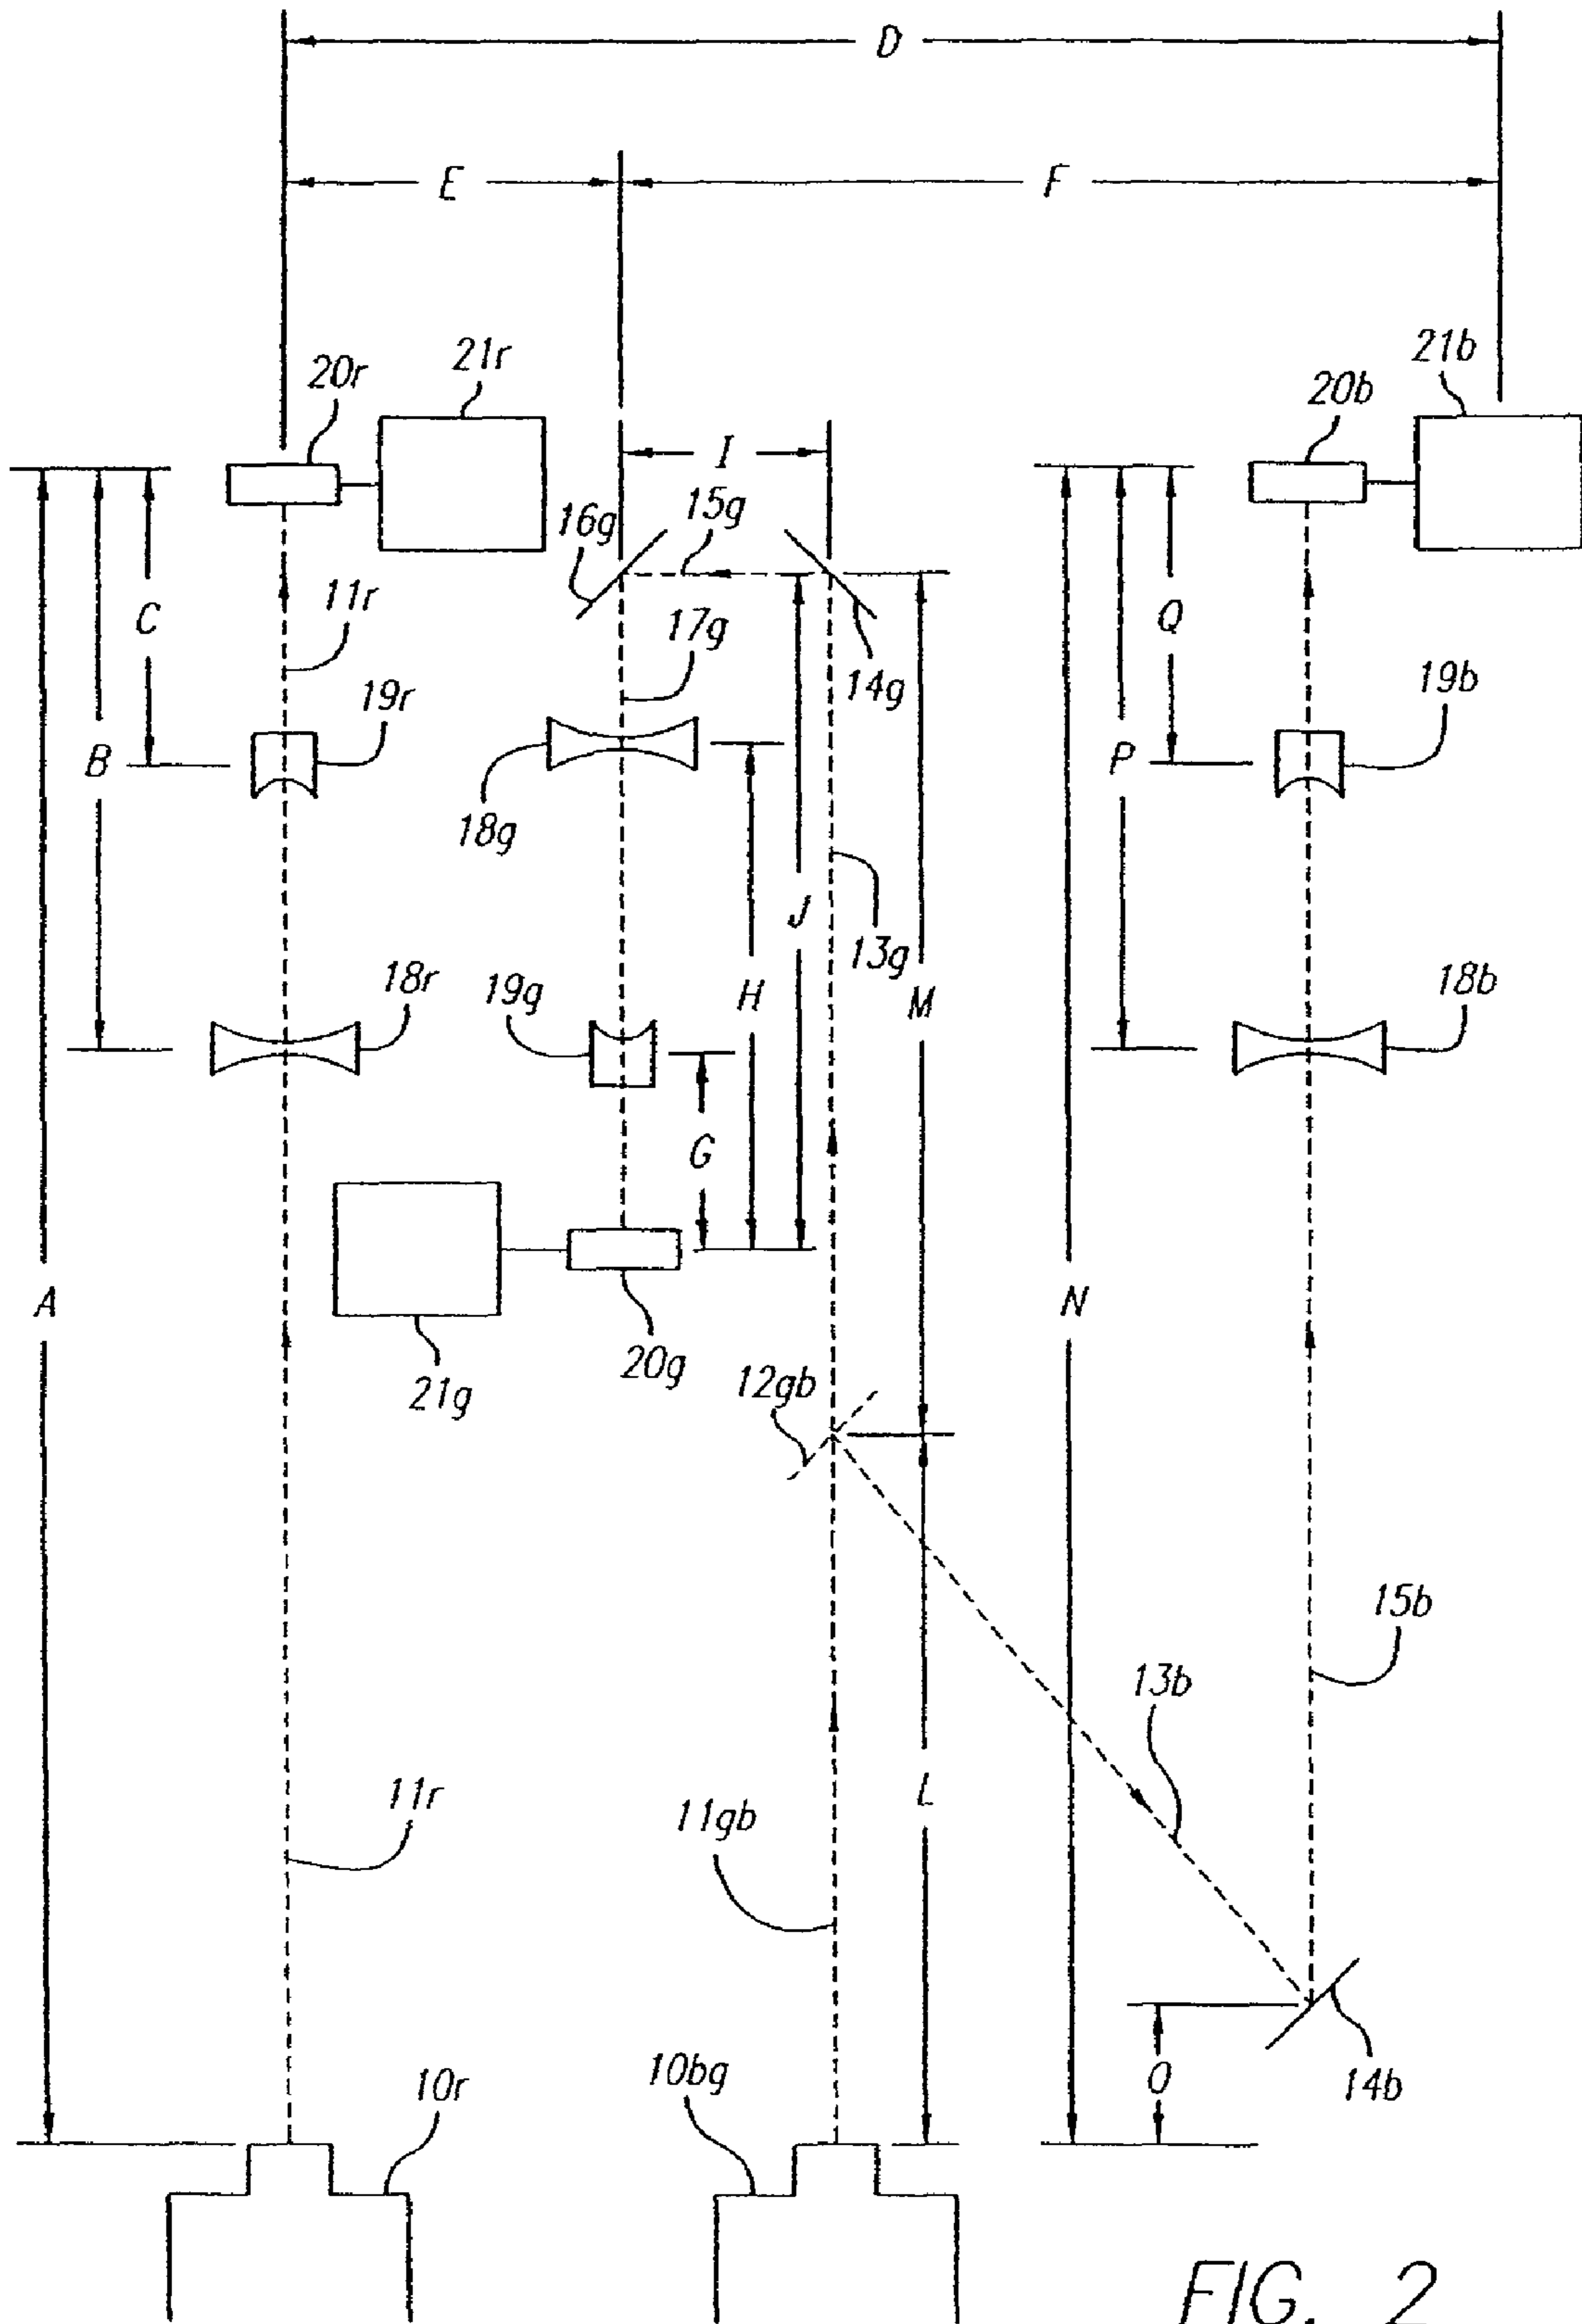 D
E F
20r 21r 20b 21b
I
16g 15g
C 11r 17g 14g Q
B 19r 18g P 19b
J
13g
18r 19g H M 18b
G
A N
21g 20g 12gb
15b
13b
11r 11gb L
10r 10bg O 14b
FIG. 2